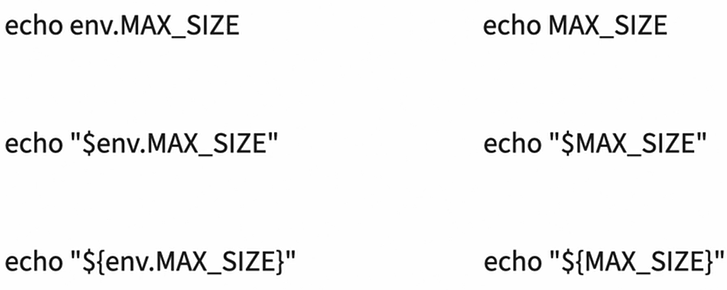 echo env.MAX_SIZE
echo MAX_SIZE
echo "$env.MAX_SIZE"
echo "$MAX_SIZE"
echo "${env.MAX_SIZE}"
echo "${MAX_SIZE}"